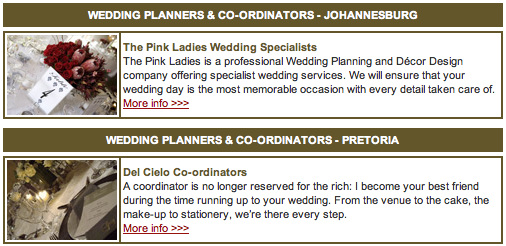 WEDDING PLANNERS & CO-ORDINATORS - JOHANNESBURG
The Pink Ladies Wedding Specialists
The Pink Ladies is a professional Wedding Planning and Décor Design
company offering specialist wedding services. We will ensure that your
wedding day is the most memorable occasion with every detail taken care of.
More info >>>
WEDDING PLANNERS & CO-ORDINATORS - PRETORIA
Del Cielo Co-ordinators
A coordinator is no longer reserved for the rich: I become your best friend
during the time running up to your wedding. From the venue to the cake, the
make-up to stationery, we're there every step.
More info >>>